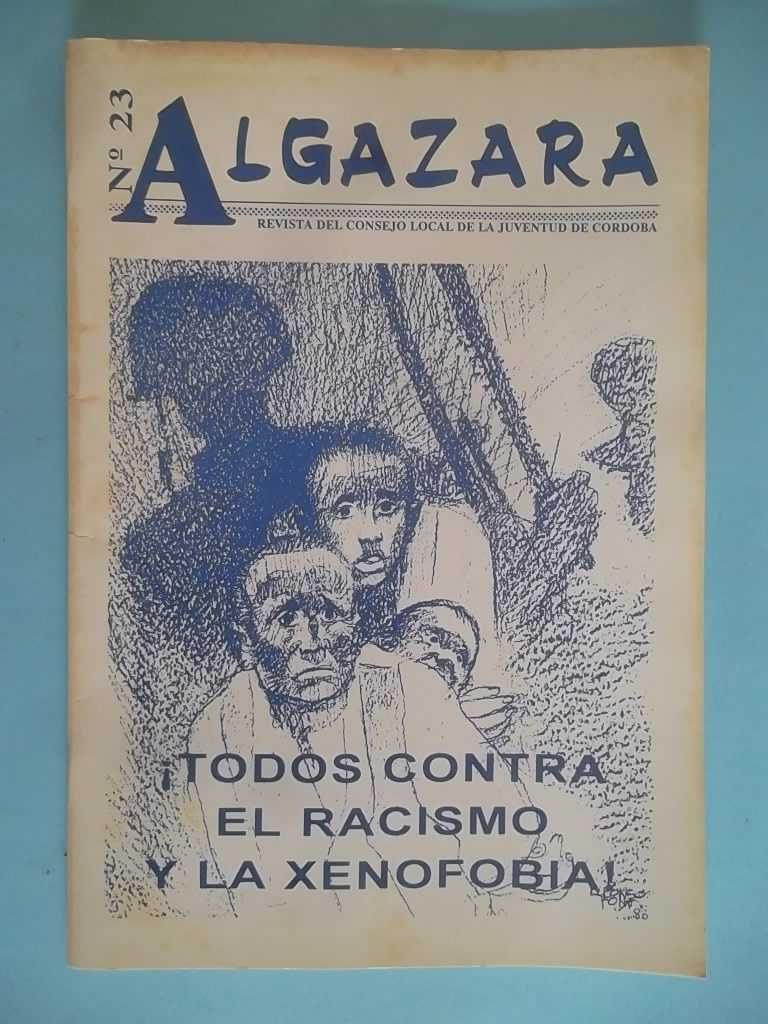 Nº 23
ALGAZARA
REVISTA DEL CONSEJO LOCAL DE LA JUVENTUD DE CORDOBA
¡TODOS CONTRA
EL RACISMO
Y LA XENOFOBIA!